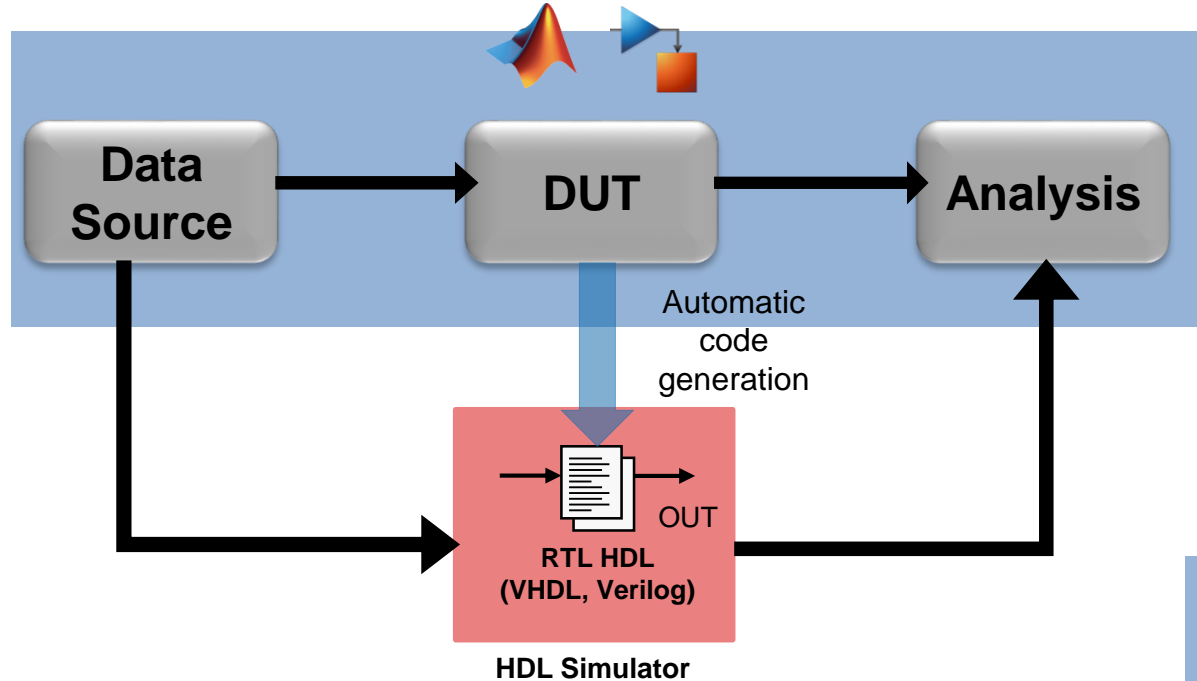 Data
Source
DUT
Analysis
Automatic
code
generation
OUT
RTL HDL
(VHDL, Verilog)
HDL Simulator